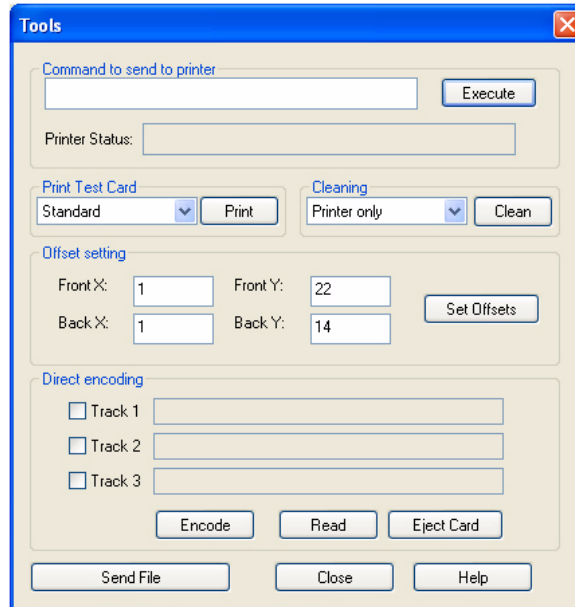 Tools
Command to send to printer
Execute
Printer Status:
Print Test Card
Cleaning
Standard
Print
Printer only
Clean
Offset setting
Front X: 1 Front Y: 22
Set Offsets
Back X: 1 Back Y: 14
Direct encoding
Track 1
Track 2
Track 3
Encode Read Eject Card
Send File Close Help